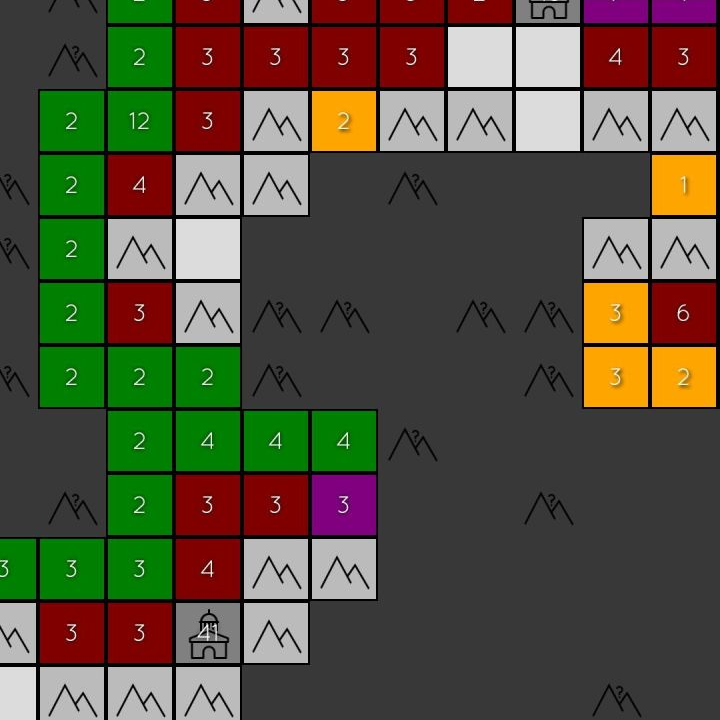 ? 2 3 3 3 3 4 3
2 12 3 2
? 2 4 ? 1
? 2
2 3 ? ? ? ? 3 6
? 2 2 2 ? ? 3 2
2 4 4 4 ?
? 2 3 3 3 ?
3 3 3 4
3 3 41
?